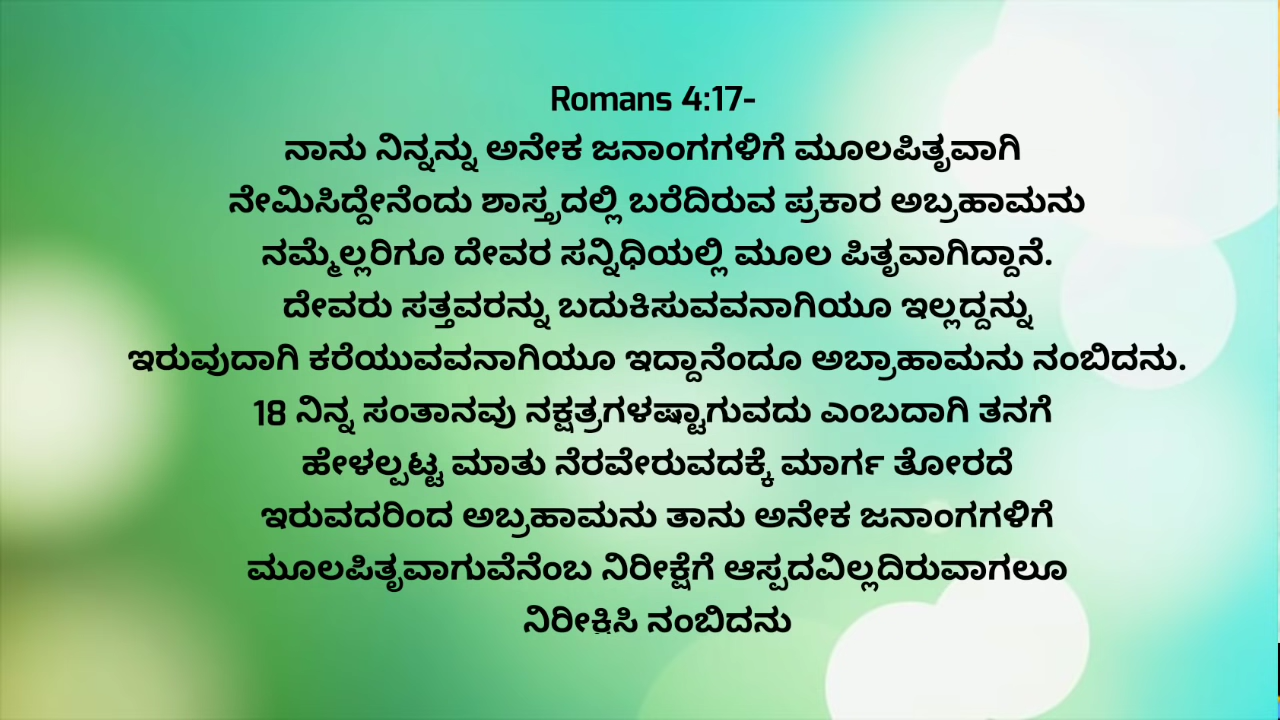 Romans 4:17-
ನಾನು ನಿನ್ನನ್ನು ಅನೇಕ ಜನಾಂಗಗಳಿಗೆ ಮೂಲಪಿತೃವಾಗಿ
ನೇಮಿಸಿದ್ದೇನೆಂದು ಶಾಸ್ತ್ರದಲ್ಲಿ ಬರೆದಿರುವ ಪ್ರಕಾರ ಅಬ್ರಹಾಮನು
ನಮ್ಮೆಲ್ಲರಿಗೂ ದೇವರ ಸನ್ನಿಧಿಯಲ್ಲಿ ಮೂಲ ಪಿತೃವಾಗಿದ್ದಾನೆ.
ದೇವರು ಸತ್ತವರನ್ನು ಬದುಕಿಸುವವನಾಗಿಯೂ ಇಲ್ಲದ್ದನ್ನು
ಇರುವುದಾಗಿ ಕರೆಯುವವನಾಗಿಯೂ ಇದ್ದಾನೆಂದೂ ಅಬ್ರಾಹಾಮನು ನಂಬಿದನು.
18 ನಿನ್ನ ಸಂತಾನವು ನಕ್ಷತ್ರಗಳಷ್ಟಾಗುವದು ಎಂಬದಾಗಿ ತನಗೆ
ಹೇಳಲ್ಪಟ್ಟ ಮಾತು ನೆರವೇರುವದಕ್ಕೆ ಮಾರ್ಗ ತೋರದೆ
ಇರುವದರಿಂದ ಅಬ್ರಹಾಮನು ತಾನು ಅನೇಕ ಜನಾಂಗಗಳಿಗೆ
ಮೂಲಪಿತೃವಾಗುವೆನೆಂಬ ನಿರೀಕ್ಷೆಗೆ ಆಸ್ಪದವಿಲ್ಲದಿರುವಾಗಲೂ
ನಿರೀಕ್ಷಿಸಿ ನಂಬಿದನು